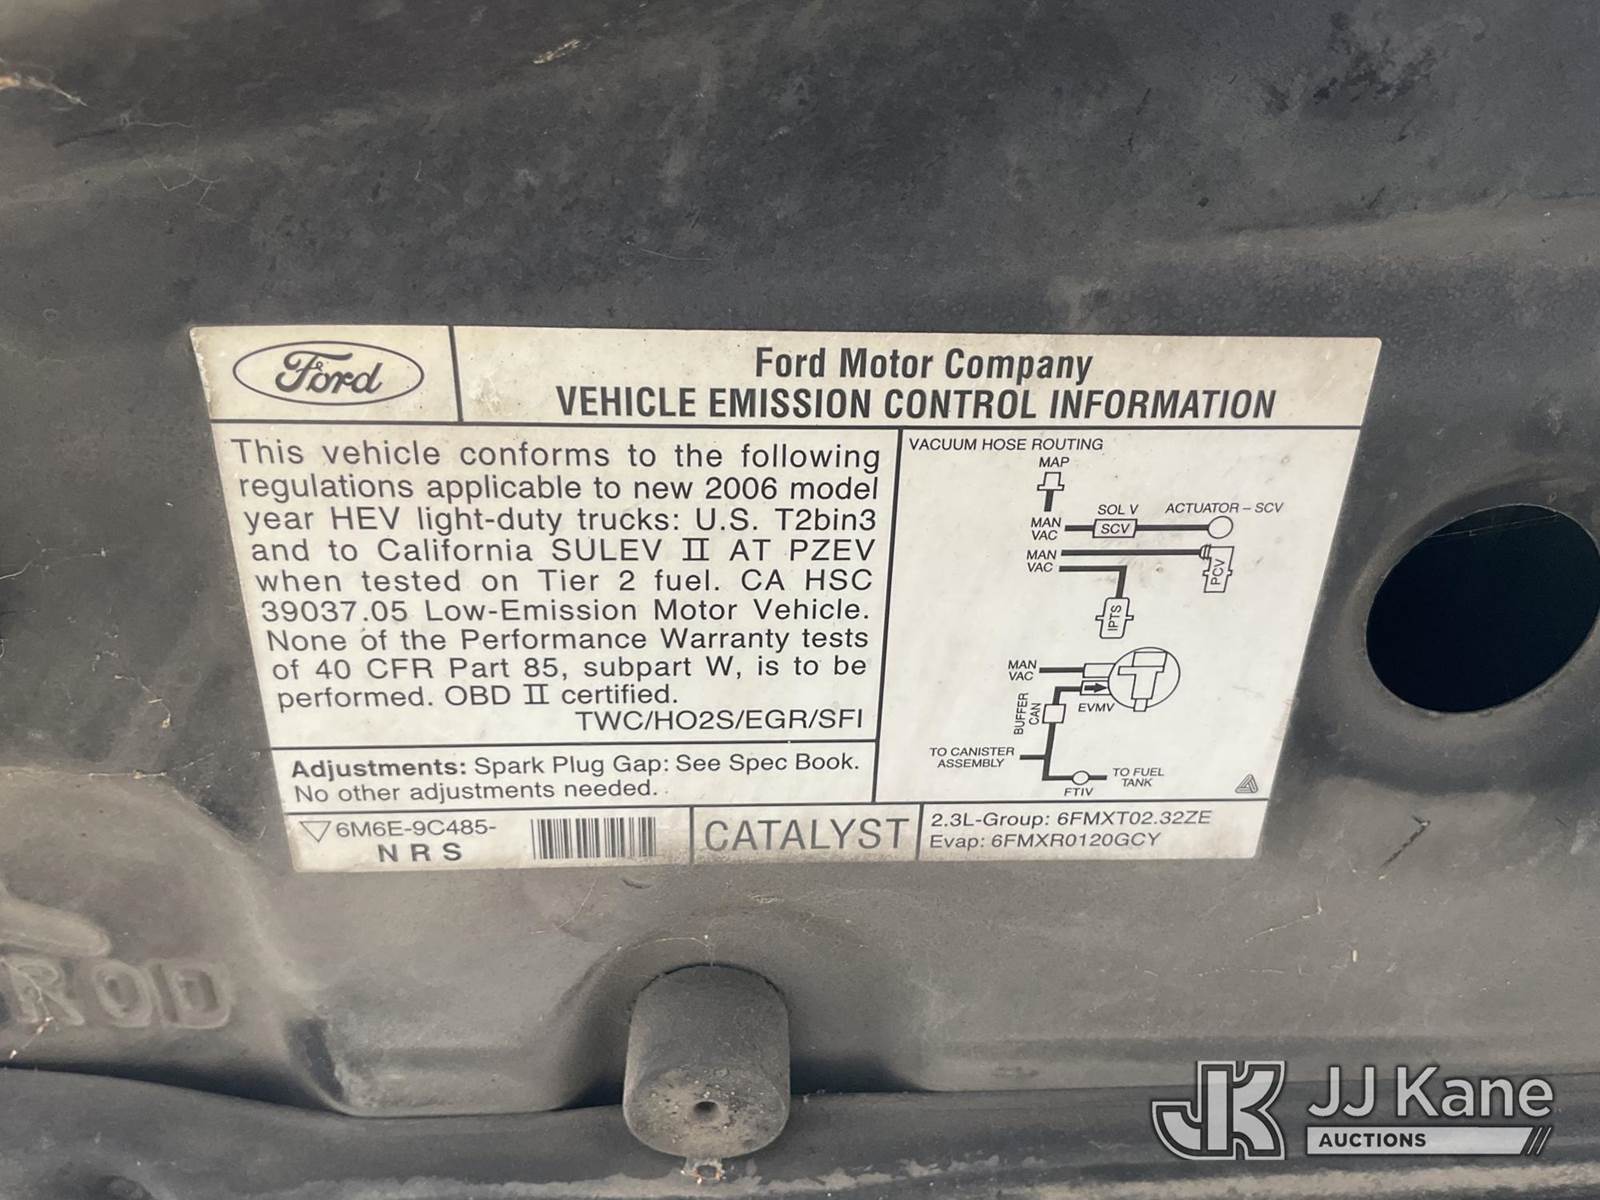 Ford
Ford Motor Company
VEHICLE EMISSION CONTROL INFORMATION
This vehicle conforms to the following
regulations applicable to new 2006 model
year HEV light-duty trucks: U.S. T2bin3
and to California SULEV II AT PZEV
when tested on Tier 2 fuel. CA HSC
39037.05 Low-Emission Motor Vehicle.
None of the Performance Warranty tests
of 40 CFR Part 85, subpart W, is to be
performed. OBD II certified.
TWC/HO2S/EGR/SFI
Adjustments: Spark Plug Gap: See Spec Book.
No other adjustments needed.
VACUUM HOSE ROUTING
MAP
MAN
VAC
SOL V
SCV
ACTUATOR – SCV
MAN
VAC
PCV
IPTS
MAN
VAC
BUFFER
CAN
EVMV
TO CANISTER
ASSEMBLY
TO FUEL
TANK
FTIV
6M6E-9C485-
N R S
CATALYST
2.3L-Group: 6FMXT02.32ZE
Evap: 6FMXR0120GCY
ROD
JK
JJ Kane
AUCTIONS